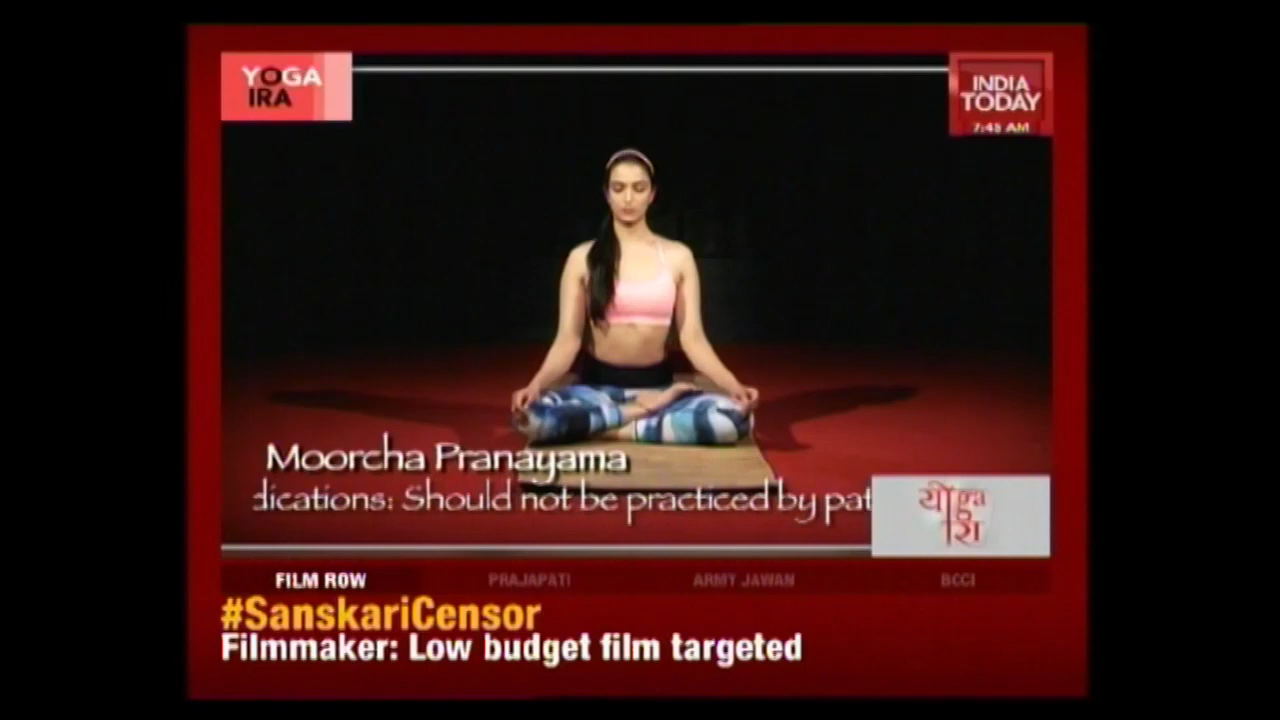 YOGA
IRA
INDIA
TODAY
7:45 AM
Moorcha Pranayama
dications: Should not be practiced by pat
FILM ROW
PRAJAPATI
ARMY JAWAN
BCCI
#SanskariCensor
Filmmaker: Low budget film targeted